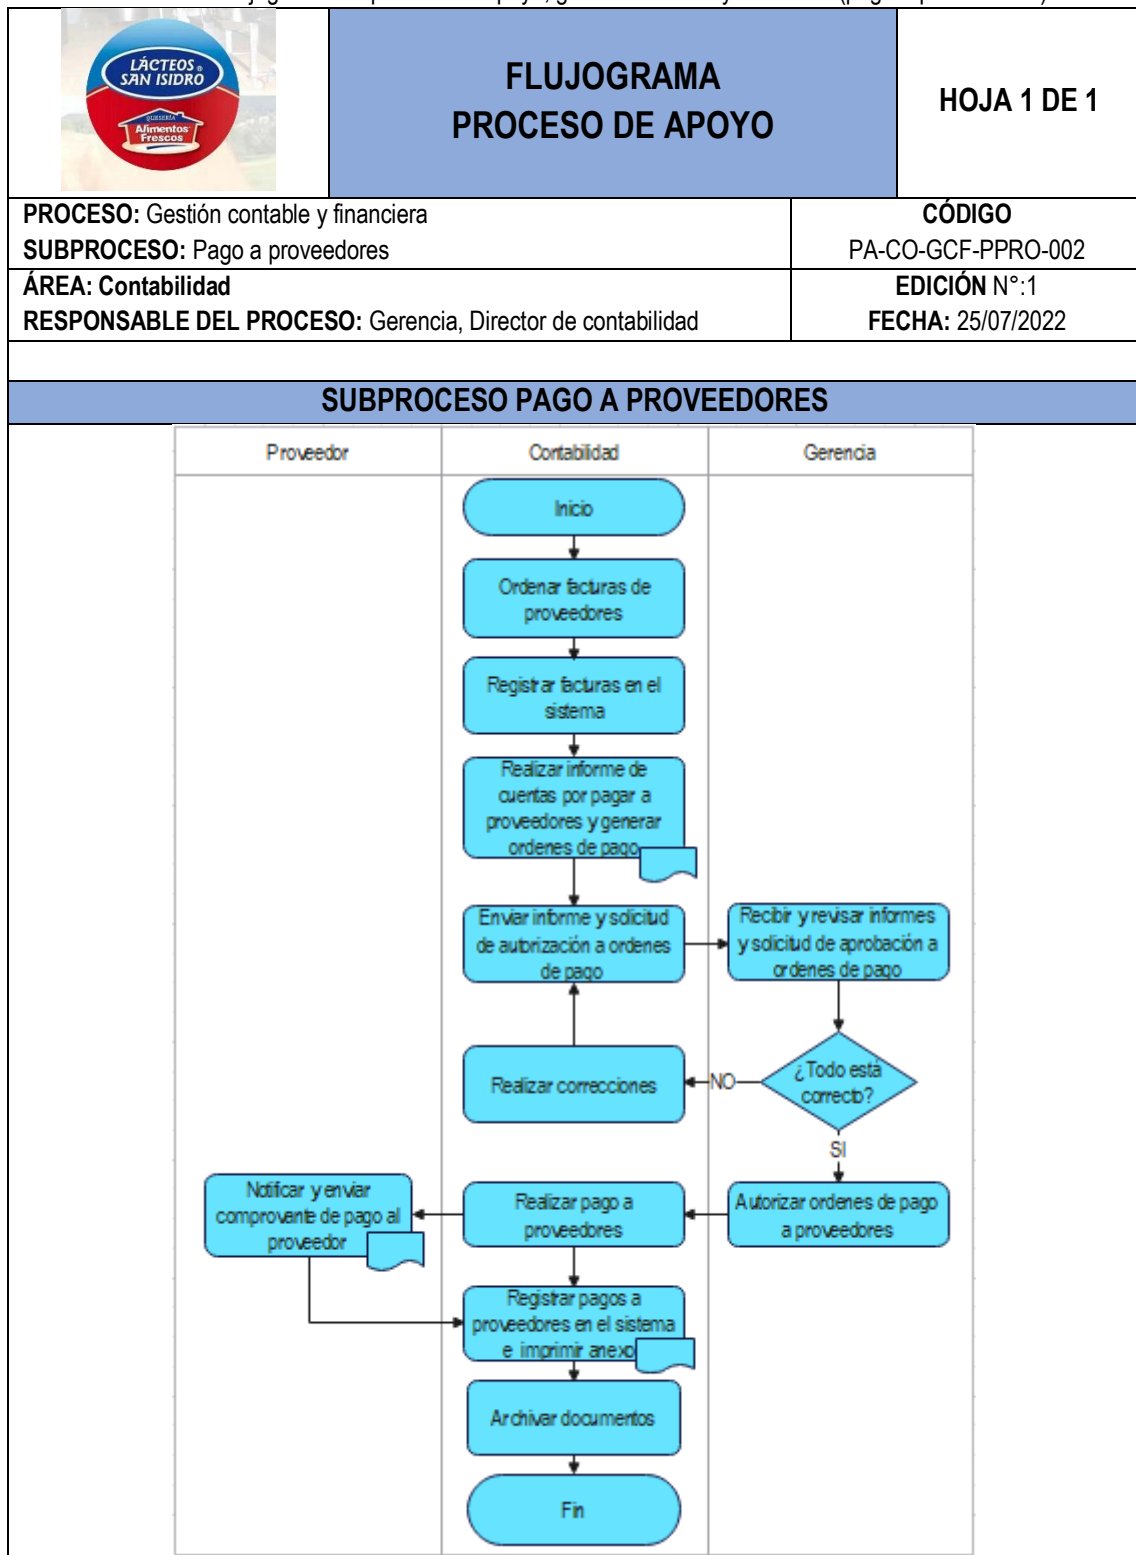 LÁCTEOS ®
SAN ISIDRO
QUESERÍA
Alimentos
Frescos
FLUJOGRAMA
PROCESO DE APOYO
HOJA 1 DE 1
PROCESO: Gestión contable y financiera
SUBPROCESO: Pago a proveedores
CÓDIGO
PA-CO-GCF-PPRO-002
ÁREA: Contabilidad
RESPONSABLE DEL PROCESO: Gerencia, Director de contabilidad
EDICIÓN N°:1
FECHA: 25/07/2022
SUBPROCESO PAGO A PROVEEDORES
Proveedor
Contabilidad
Gerencia
Inicio
Ordenar facturas de
proveedores
Registrar facturas en el
sistema
Realizar informe de
cuentas por pagar a
proveedores y generar
ordenes de pago
Enviar informe y solicitud
de autorización a ordenes
de pago
Recibir y revisar informes
y solicitud de aprobación a
ordenes de pago
¿Todo está
correcto?
NO
Realizar correcciones
SI
Autorizar ordenes de pago
a proveedores
Realizar pago a
proveedores
Notificar y enviar
comprovante de pago al
proveedor
Registrar pagos a
proveedores en el sistema
e imprimir anexo
Archivar documentos
Fin